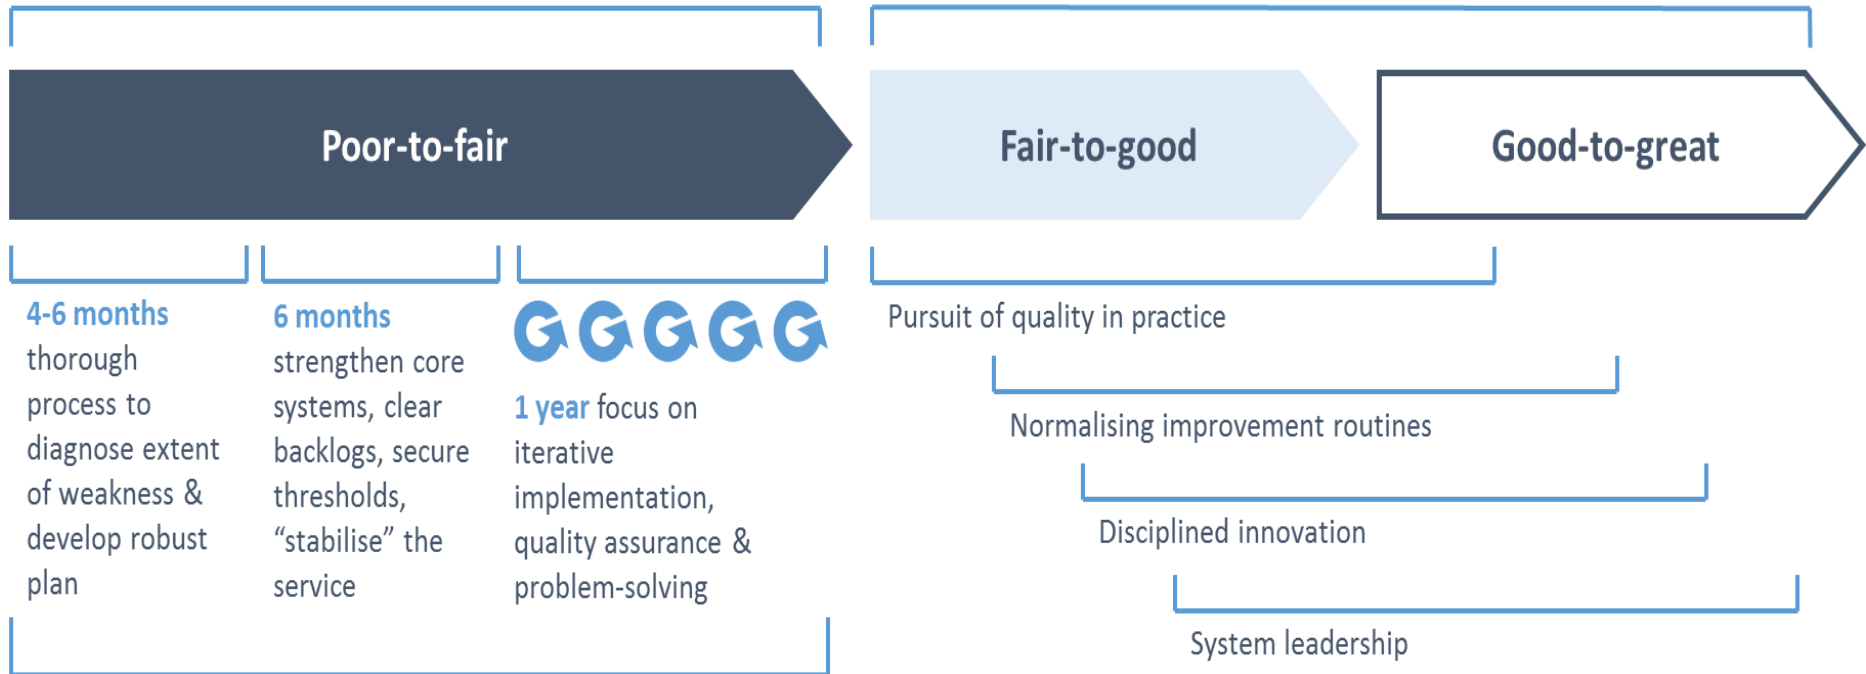 Poor-to-fair
Fair-to-good
Good-to-great
4-6 months
thorough
process to
diagnose extent
of weakness &
develop robust
plan
6 months
strengthen core
systems, clear
backlogs, secure
thresholds,
“stabilise” the
service
1 year focus on
iterative
implementation,
quality assurance &
problem-solving
Pursuit of quality in practice
Normalising improvement routines
Disciplined innovation
System leadership